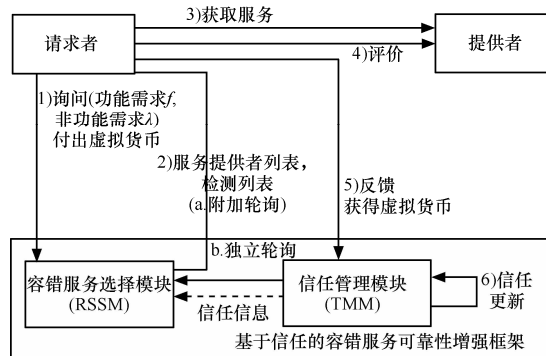 3)获取服务
请求者
提供者
4)评价
1)询问(功能需求f,
非功能需求λ)
付出虚拟货币
2)服务提供者列表，
检测列表
(a.附加轮询)
5)反馈
获得虚拟货币
b.独立轮询
容错服务选择模块
(RSSM)
信任管理模块
(TMM)
6)信任
更新
信任信息
基于信任的容错服务可靠性增强框架